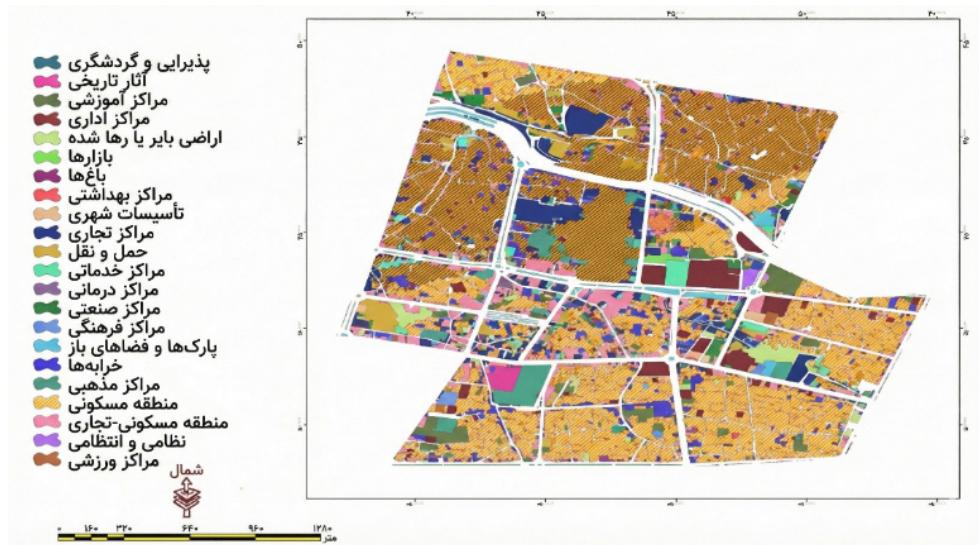 پذیرایی و گردشگری
آثار تاریخی
مراکز آموزشی
مراکز اداری
اراضی بایر یا رها شده
بازارها
باغ‌ها
مراکز بهداشتی
تأسیسات شهری
مراکز تجاری
حمل و نقل
مراکز خدماتی
مراکز درمانی
مراکز صنعتی
مراکز فرهنگی
پارک‌ها و فضاهای باز
خرابه‌ها
مراکز مذهبی
منطقه مسکونی
منطقه مسکونی-تجاری
نظامی و انتظامی
مراکز ورزشی
شمال
۰ ۱۶۰ ۳۲۰ ۶۴۰ ۹۶۰ ۱۲۸۰
متر